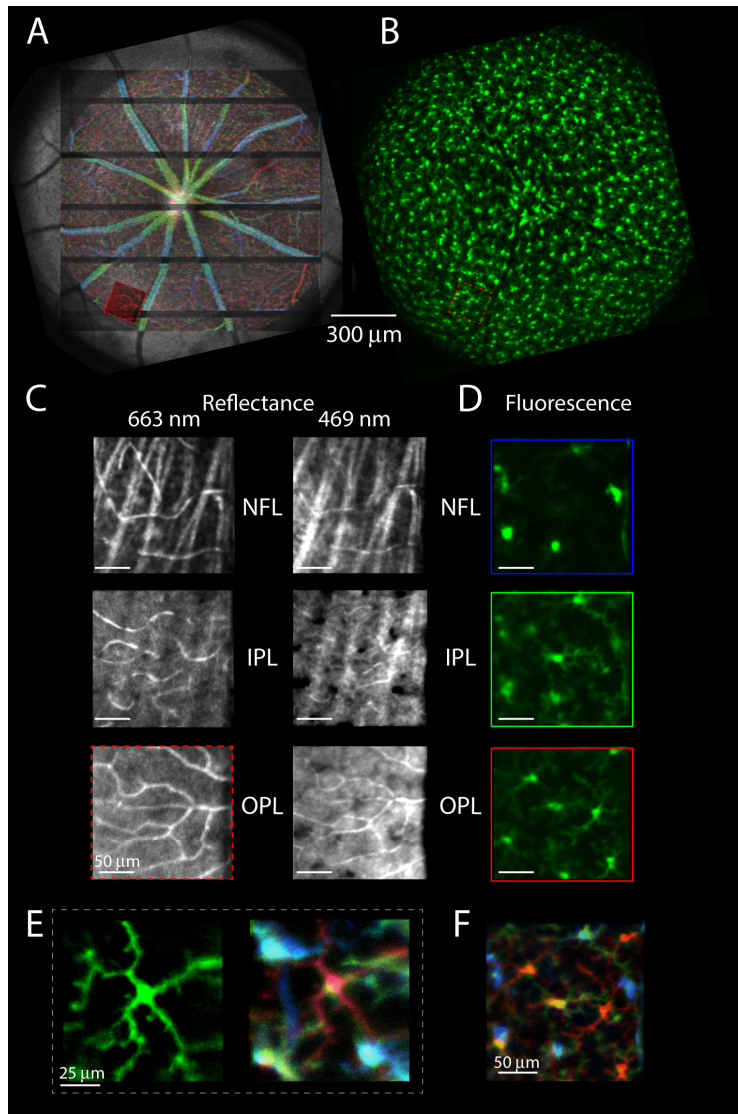 A
B
300 µm
C
Reflectance
D
Fluorescence
663 nm
469 nm
NFL
NFL
IPL
IPL
OPL
OPL
50 µm
E
F
25 µm
50 µm